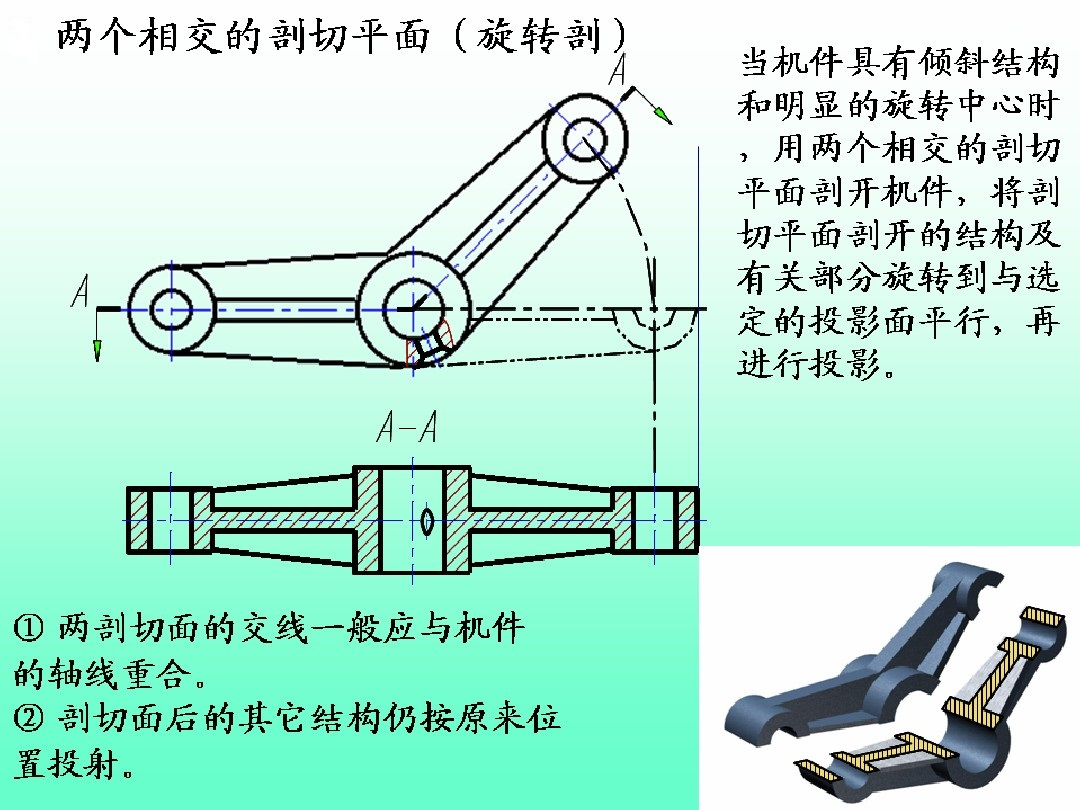 两个相交的剖切平面（旋转剖）
当机件具有倾斜结构
和明显的旋转中心时
，用两个相交的剖切
平面剖开机件，将剖
切平面剖开的结构及
有关部分旋转到与选
定的投影面平行，再
进行投影。
A
A
A-A
① 两剖切面的交线一般应与机件
的轴线重合。
② 剖切面后的其它结构仍按原来位
置投射。